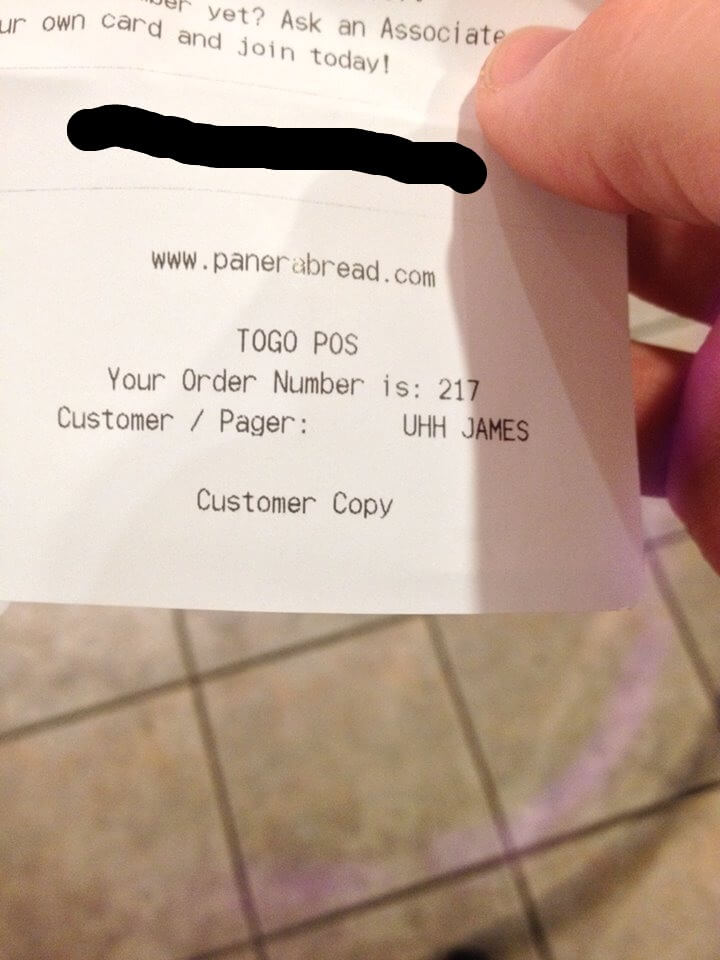 yet? Ask an Associate
own card and join today!
www.panerabread.com
TOGO POS
Your Order Number is: 217
Customer / Pager: UHH JAMES
Customer Copy